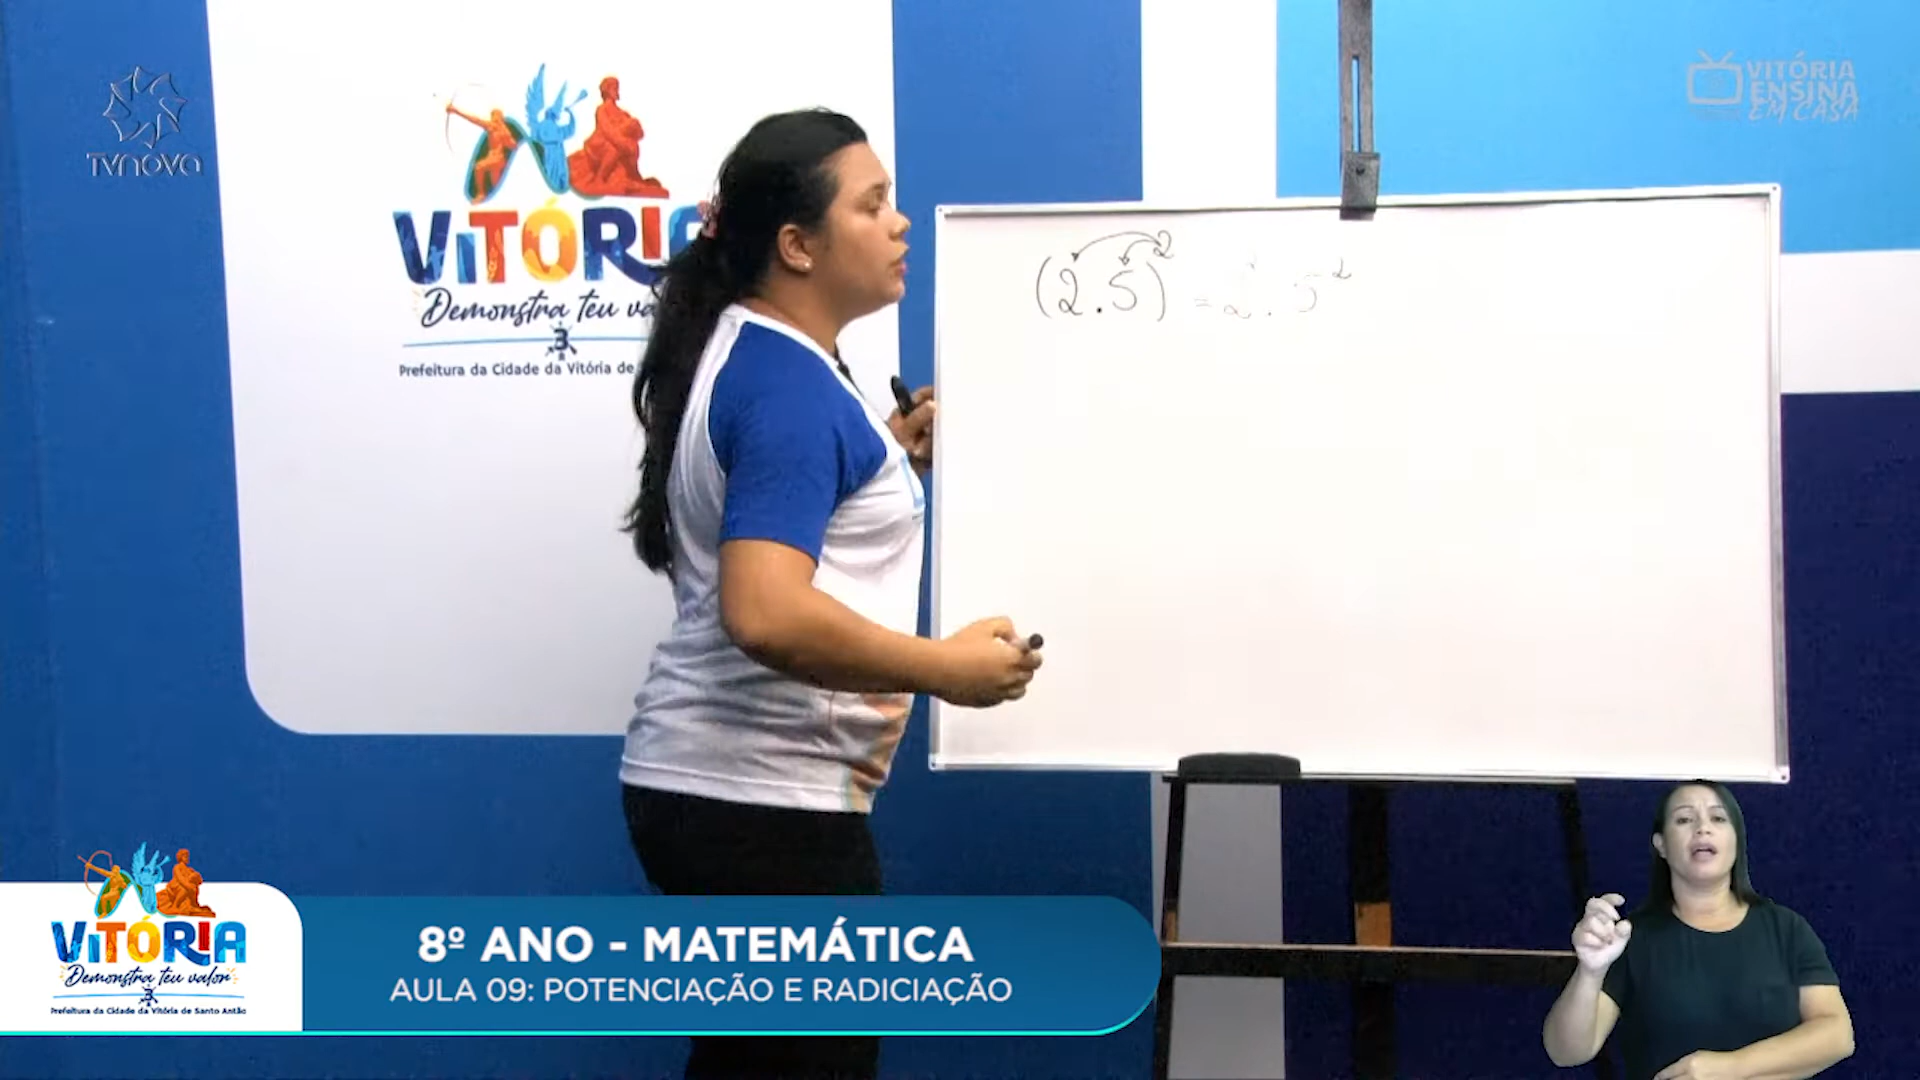 TVNOVA
VITÓRIA
ENSINA
EM CASA
VITÓRIA
Demonstra teu va
3
Prefeitura da Cidade da Vitória de
(2.5)² = 2² . 5²
8º ANO - MATEMÁTICA
AULA 09: POTENCIAÇÃO E RADICIAÇÃO
VITÓRIA
Demonstra teu valor
3
Prefeitura da Cidade da Vitória de Santo Antão